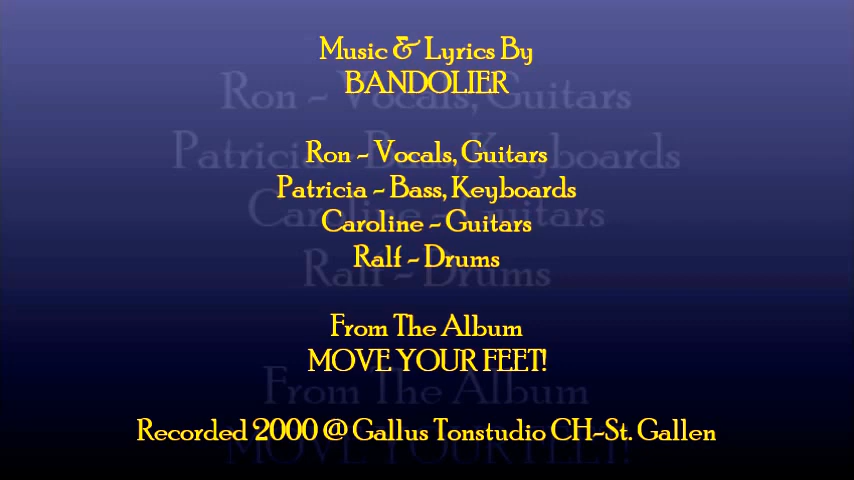 Music & Lyrics By
BANDOLIER
Ron - Vocals, Guitars
Patricia - Bass, Keyboards
Caroline - Guitars
Ralf - Drums
From The Album
MOVE YOUR FEET!
Recorded 2000 @ Gallus Tonstudio CH-St. Gallen